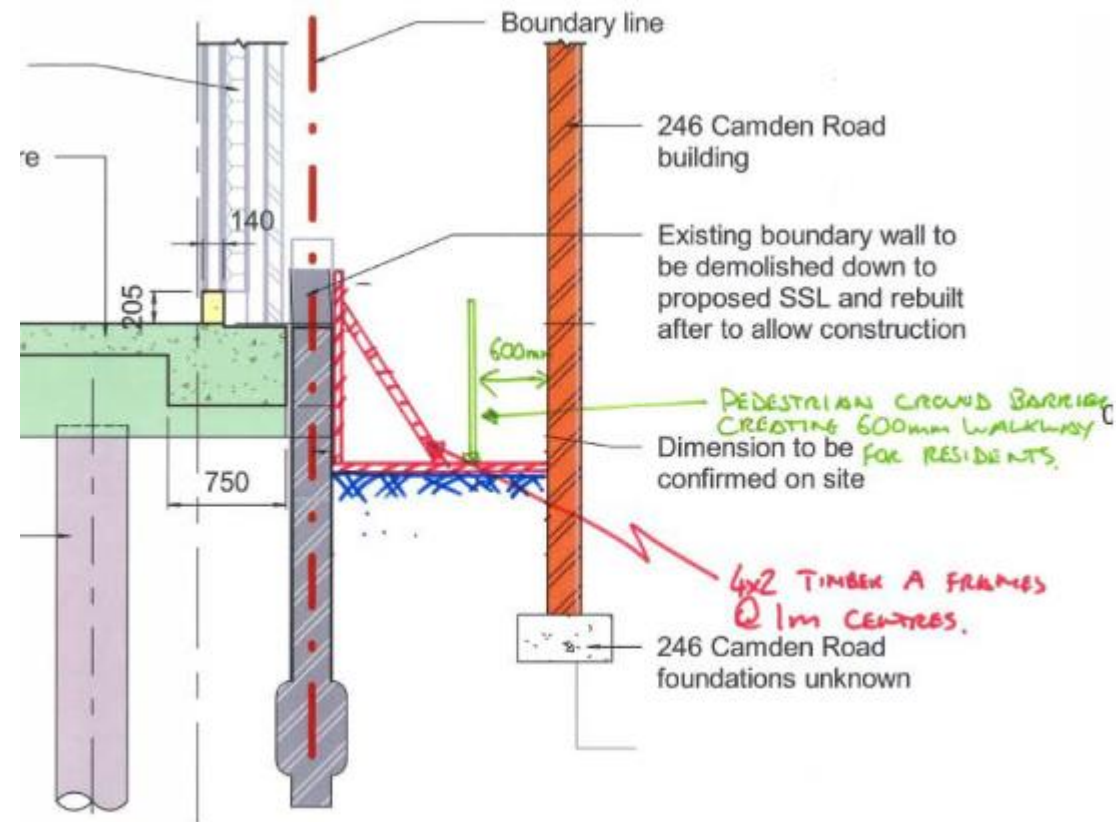 Boundary line
246 Camden Road
building
re
140
Existing boundary wall to
be demolished down to
proposed SSL and rebuilt
after to allow construction
205
600mm
PEDESTRIAN GROUND BARRIER
CREATING 600mm WALKWAY
FOR RESIDENTS.
Dimension to be
confirmed on site
750
4x2 TIMBER A FRAMES
@ 1m CENTRES.
246 Camden Road
foundations unknown